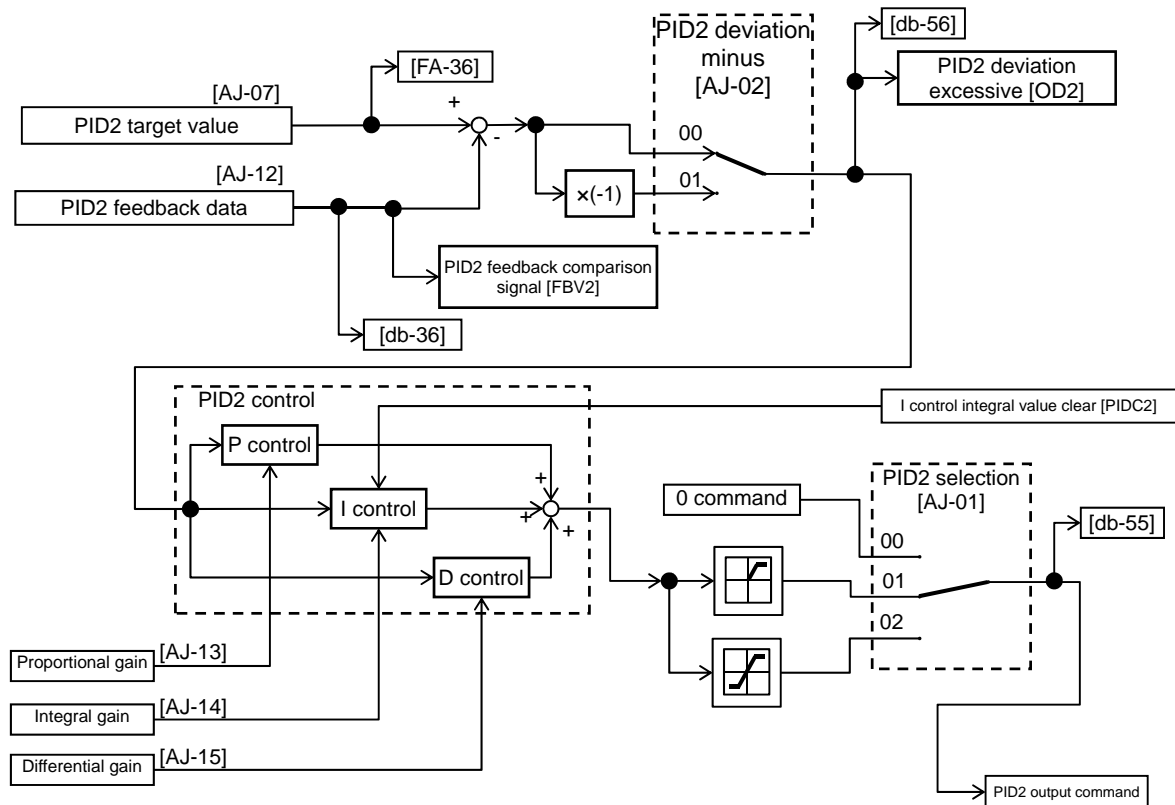 PID2 deviation
minus
[AJ-02]
[db-56]
[FA-36]
PID2 deviation
excessive [OD2]
[AJ-07]
PID2 target value
+
-
00
[AJ-12]
PID2 feedback data
×(-1)
01
PID2 feedback comparison
signal [FBV2]
[db-36]
PID2 control
I control integral value clear [PIDC2]
P control
I control
D control
+
+
+
0 command
PID2 selection
[AJ-01]
[db-55]
00
01
02
Proportional gain
[AJ-13]
Integral gain
[AJ-14]
Differential gain
[AJ-15]
PID2 output command